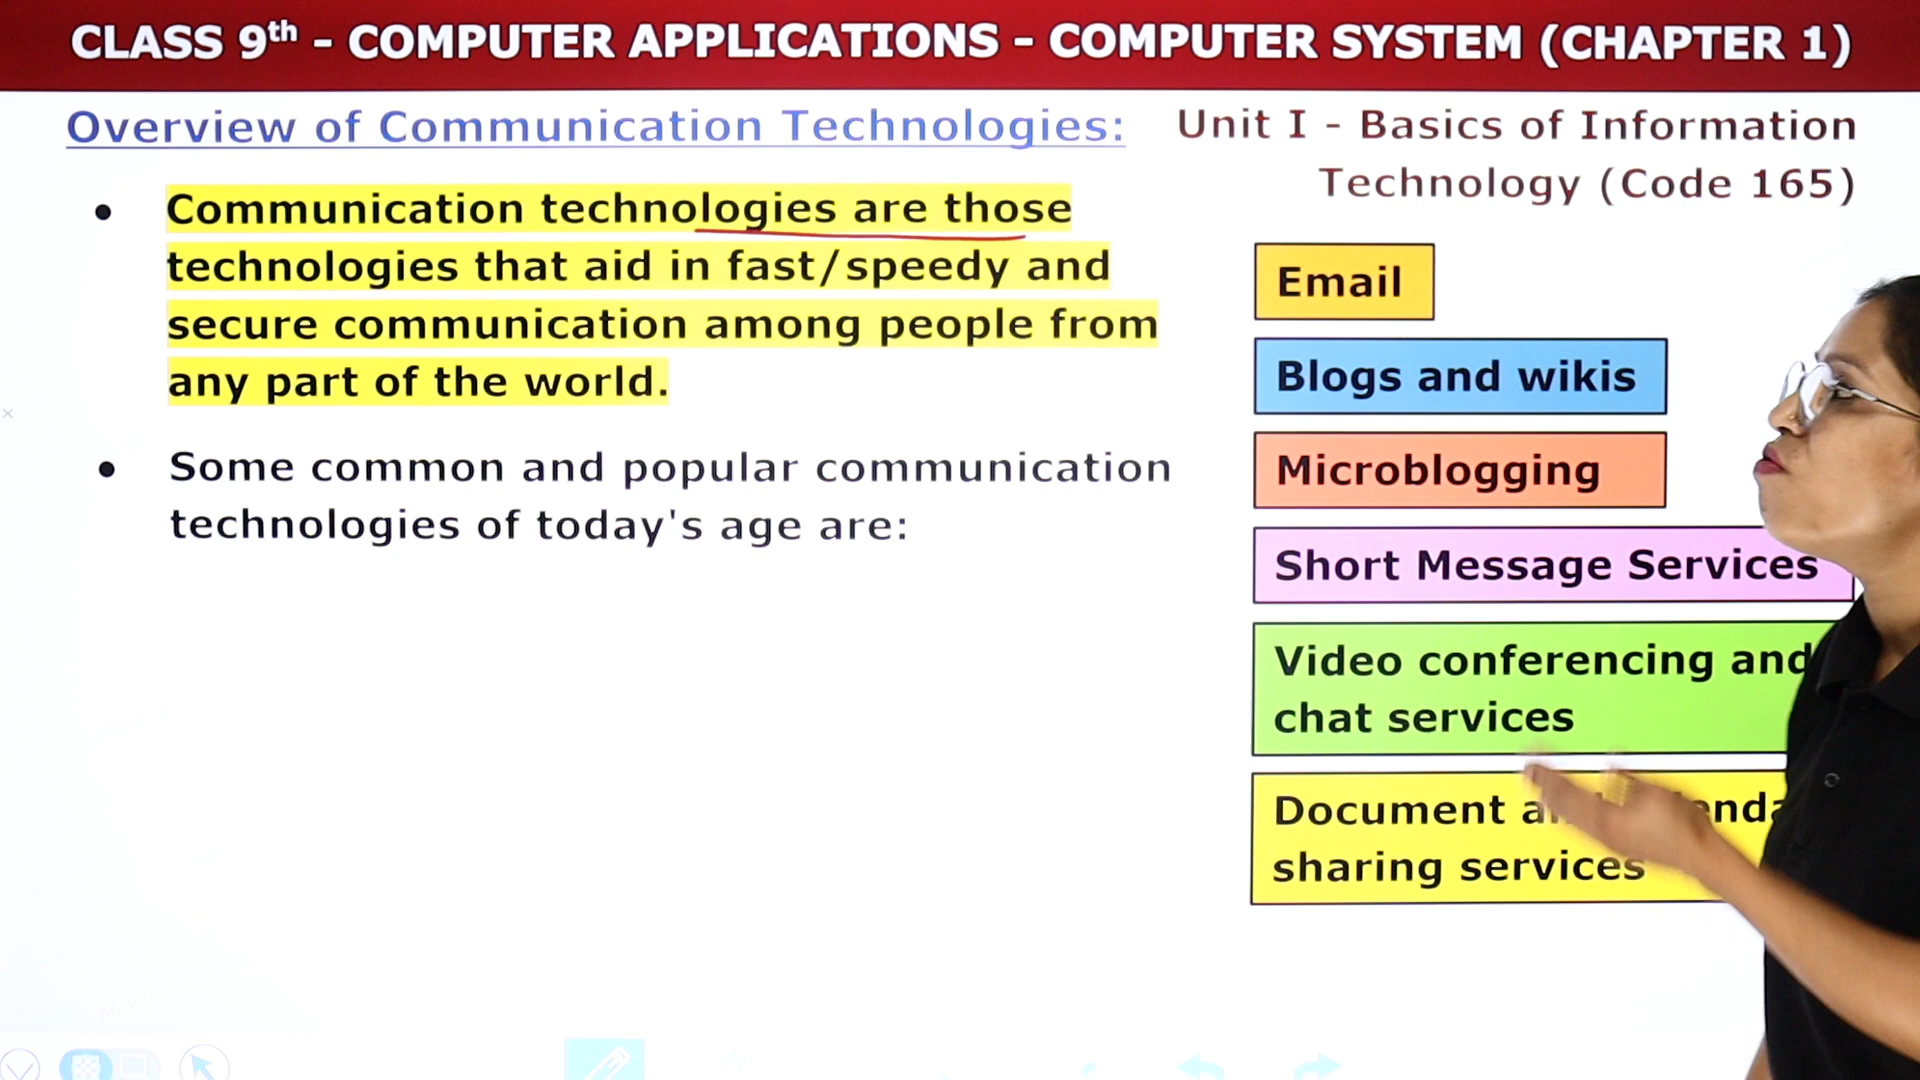 CLASS 9th - COMPUTER APPLICATIONS - COMPUTER SYSTEM (CHAPTER 1)
Overview of Communication Technologies:
Unit I - Basics of Information
Technology (Code 165)
• Communication technologies are those
technologies that aid in fast/speedy and
secure communication among people from
any part of the world.
• Some common and popular communication
technologies of today's age are:
Email
Blogs and wikis
Microblogging
Short Message Services
Video conferencing and
chat services
Document
sharing services